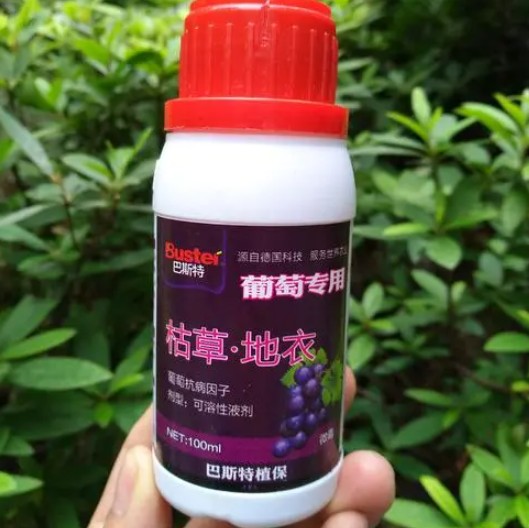 Buster
巴斯特
源自德国科技 服务世界农业
葡萄专用
枯草·地衣
葡萄抗病因子
剂型：可溶性液剂
NET:100ml
微毒
巴斯特植保